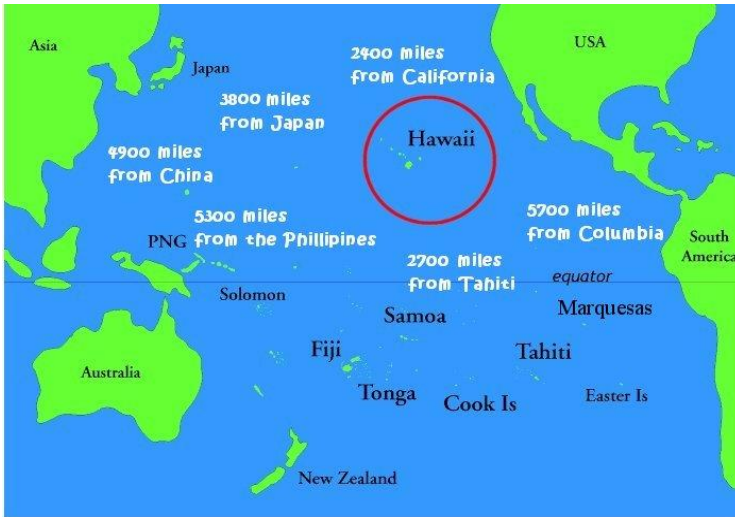 Asia
Japan
2400 miles
from California
USA
3800 miles
from Japan
Hawaii
4900 miles
from China
5300 miles
from the Phillipines
PNG
5700 miles
from Columbia
South
America
2700 miles
from Tahiti
equator
Solomon
Samoa
Marquesas
Fiji
Tahiti
Australia
Tonga
Cook Is
Easter Is
New Zealand